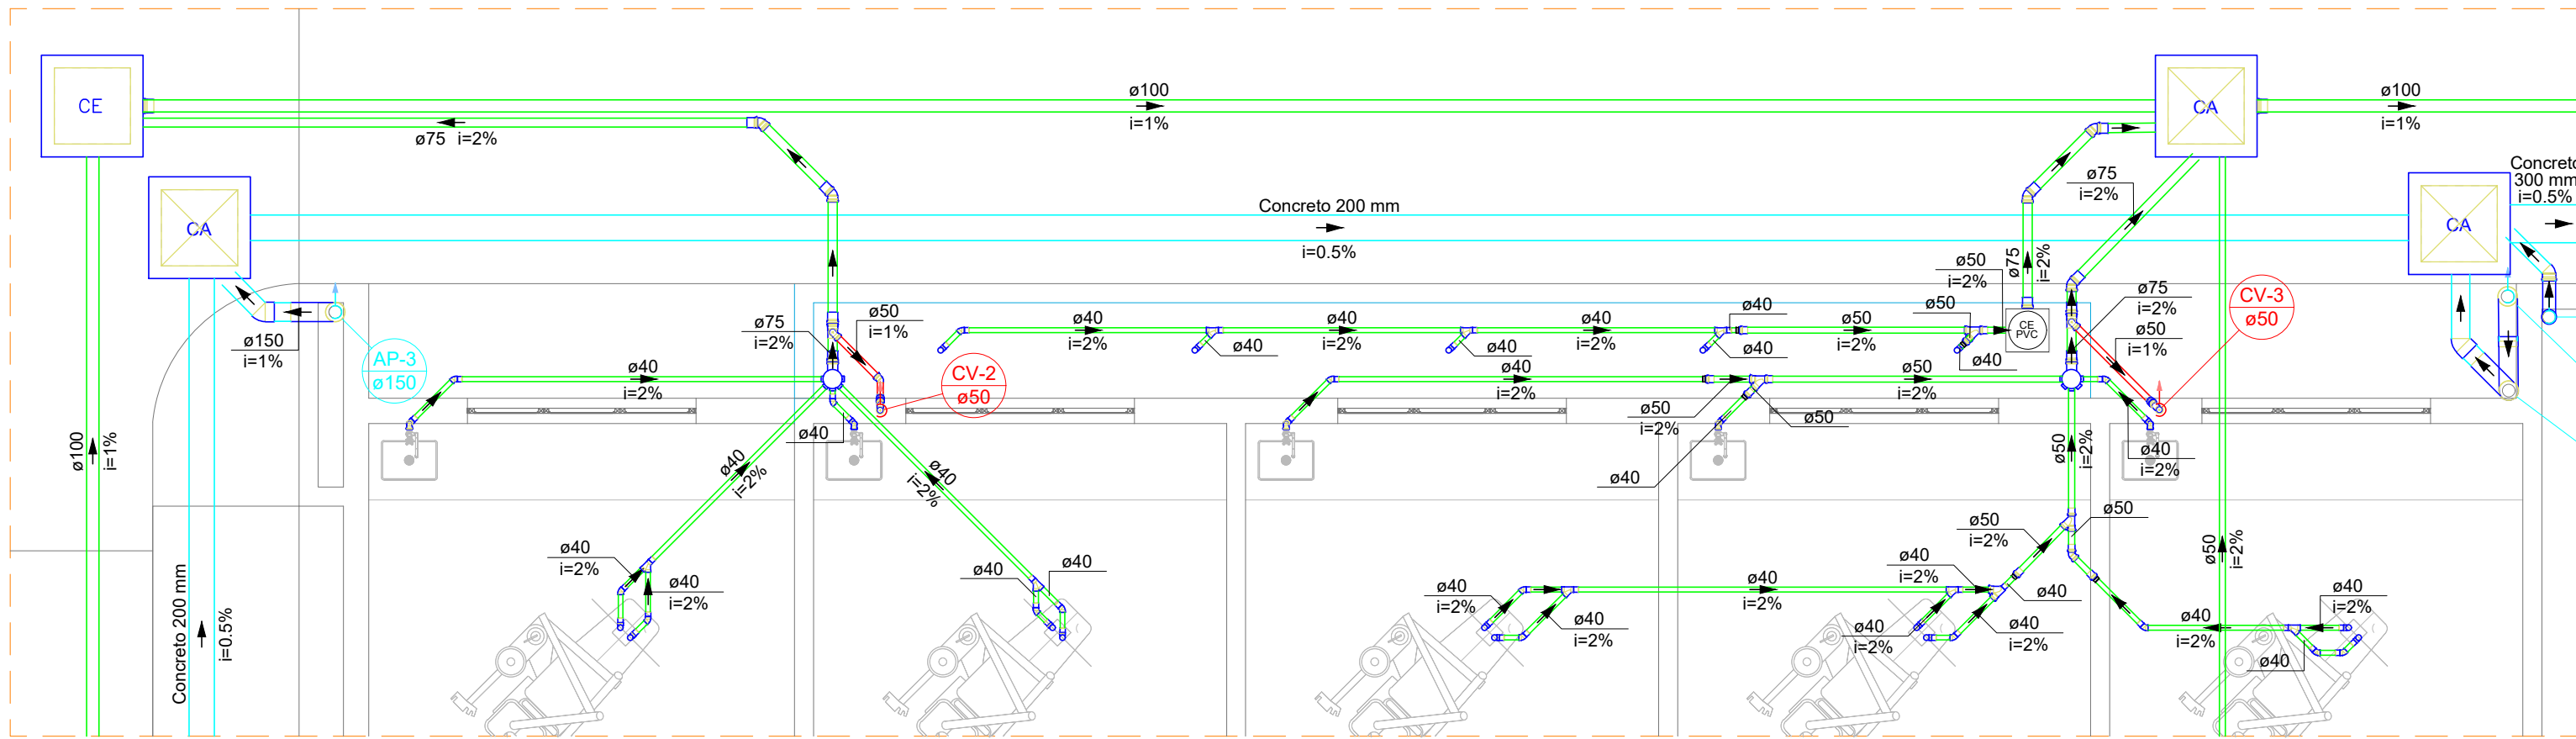 CE
ø100
i=1%
CA
ø100
i=1%
ø75 i=2%
CA
Concreto 200 mm
i=0.5%
ø75
i=2%
CA
Concreto
300 mm
i=0.5%
ø150
i=1%
AP-3
ø150
ø75
i=2%
ø50
i=1%
CV-2
ø50
ø40
i=2%
ø40
i=2%
ø40
i=2%
ø40
i=2%
ø40
ø40
ø40
ø40
ø50
i=2%
ø50
ø40
ø50
i=2%
CE
PVC
ø75
i=2%
ø75
i=2%
ø50
i=1%
CV-3
ø50
ø40
i=2%
ø50
i=2%
ø50
i=2%
ø50
ø40
ø40
ø40
i=2%
ø40
i=2%
ø50
i=2%
ø40
i=2%
ø100
i=1%
Concreto 200 mm
i=0.5%
ø40
i=2%
ø40
i=2%
ø40
ø40
ø40
i=2%
ø40
i=2%
ø40
i=2%
ø50
i=2%
ø50
ø40
i=2%
ø40
ø40
i=2%
ø40
i=2%
ø50
i=2%
ø40
i=2%
ø40
i=2%
ø40